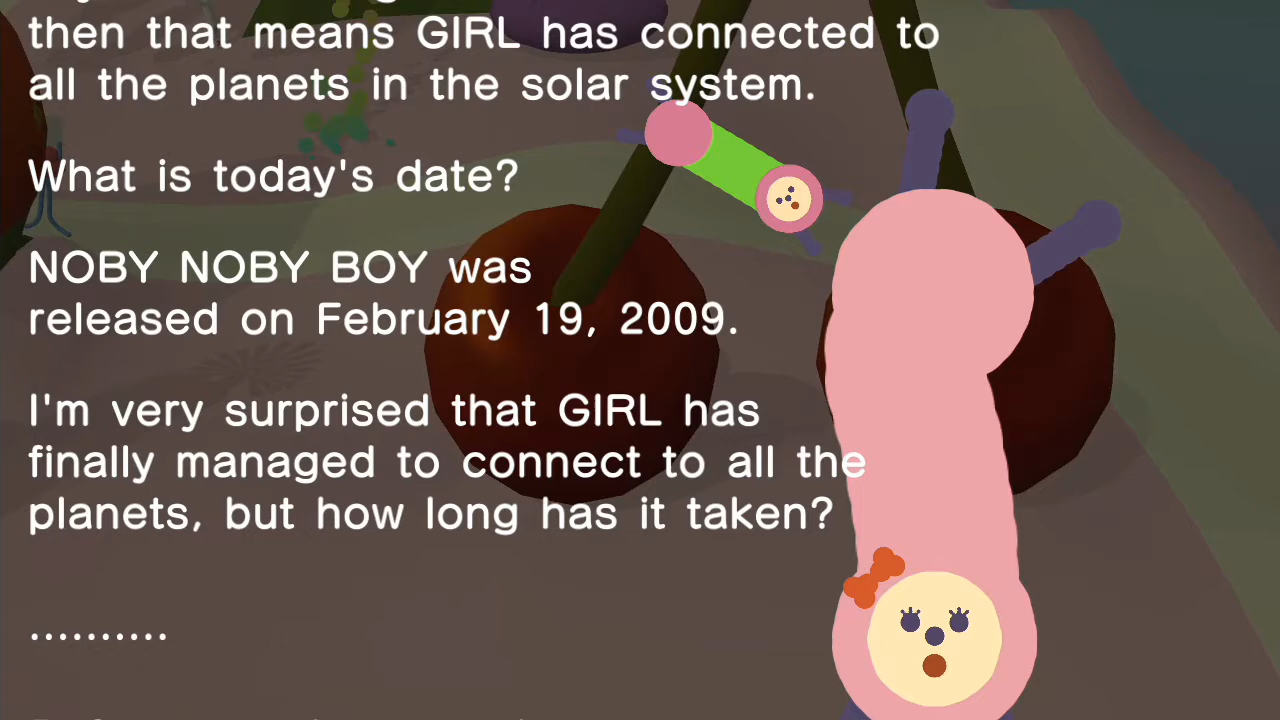 then that means GIRL has connected to
all the planets in the solar system.
What is today's date?
NOBY NOBY BOY was
released on February 19, 2009.
I'm very surprised that GIRL has
finally managed to connect to all the
planets, but how long has it taken?
..........